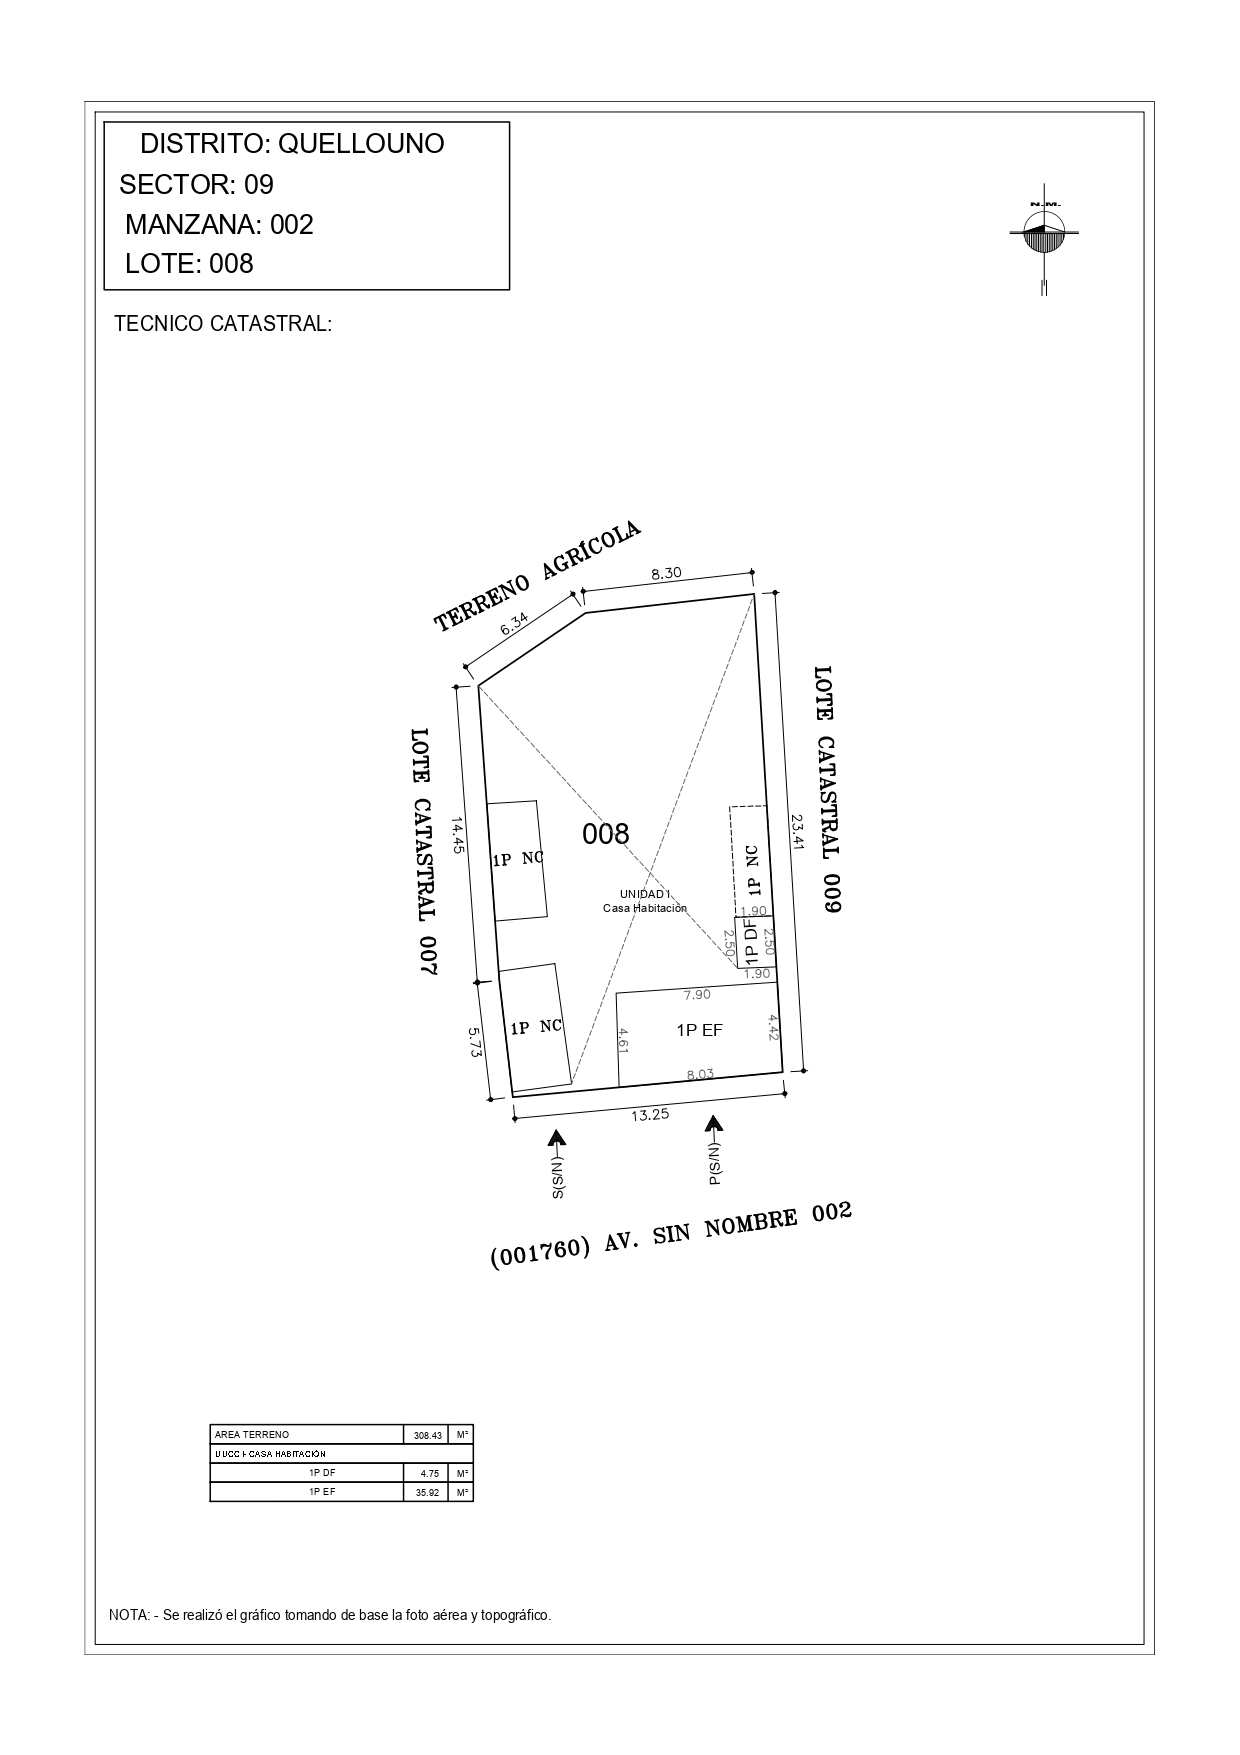 DISTRITO: QUELLOUNO
SECTOR: 09
MANZANA: 002
LOTE: 008
N.M.
TECNICO CATASTRAL:
TERRENO AGRÍCOLA
8.30
6.34
LOTE CATASTRAL 007
LOTE CATASTRAL 009
14.45
23.41
008
1P NC
1P NC
UNIDAD I
Casa Habitación
1.90
2.50
1P DF
2.50
1.90
7.90
1P NC
1P EF
4.61
4.42
5.73
8.03
13.25
S(S/N)
P(S/N)
(001760) AV. SIN NOMBRE 002
AREA TERRENO 308.43 M²
UUCC I- CASA HABITACIÓN
1P DF 4.75 M²
1P EF 35.92 M²
NOTA: - Se realizó el gráfico tomando de base la foto aérea y topográfico.